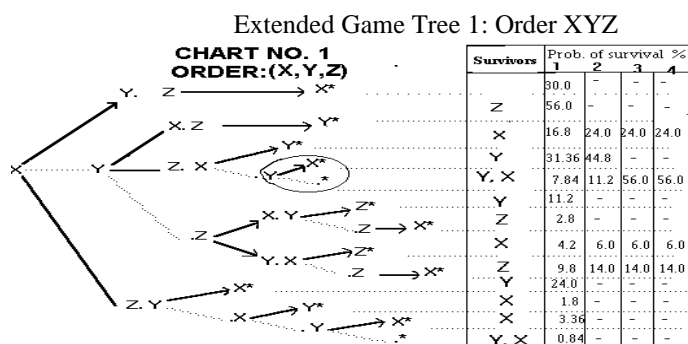 Extended Game Tree 1: Order XYZ
CHART NO. 1
ORDER:(X,Y,Z)
Survivors Prob. of survival %
1 2 3 4
Y. Z X* 30.0 - - -
Z 56.0 - - -
X. Z Y* X 16.8 24.0 24.0 24.0
Y* Y 31.36 44.8 - -
X Y Z. X Y X* .* Y, X 7.84 11.2 56.0 56.0
Y 11.2 - - -
X. Y Z* Z 2.8 - - -
.Z .Z X* X 4.2 6.0 6.0 6.0
Y. X Z* .Z X* Z 9.8 14.0 14.0 14.0
Y 24.0 - - -
Z. Y X* X 1.8 - - -
.X Y* .Y X* X 3.36 - - -
.* Y, X 0.84 - - -